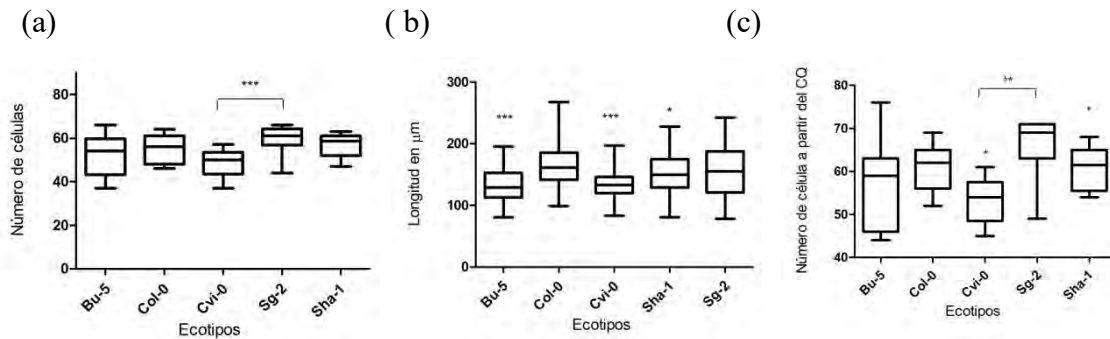 (a)
Número de células
80
60
40
20
0
***
Bu-5
Col-0
Cvi-0
Sg-2
Sha-1
Ecotipos
( b)
Longitud en µm
300
200
100
0
***
***
*
Bu-5
Col-0
Cvi-0
Sha-1
Sg-2
Ecotipos
(c)
Número de célula a partir del CQ
80
70
60
50
40
**
*
*
Bu-5
Col-0
Cvi-0
Sg-2
Sha-1
Ecotipos